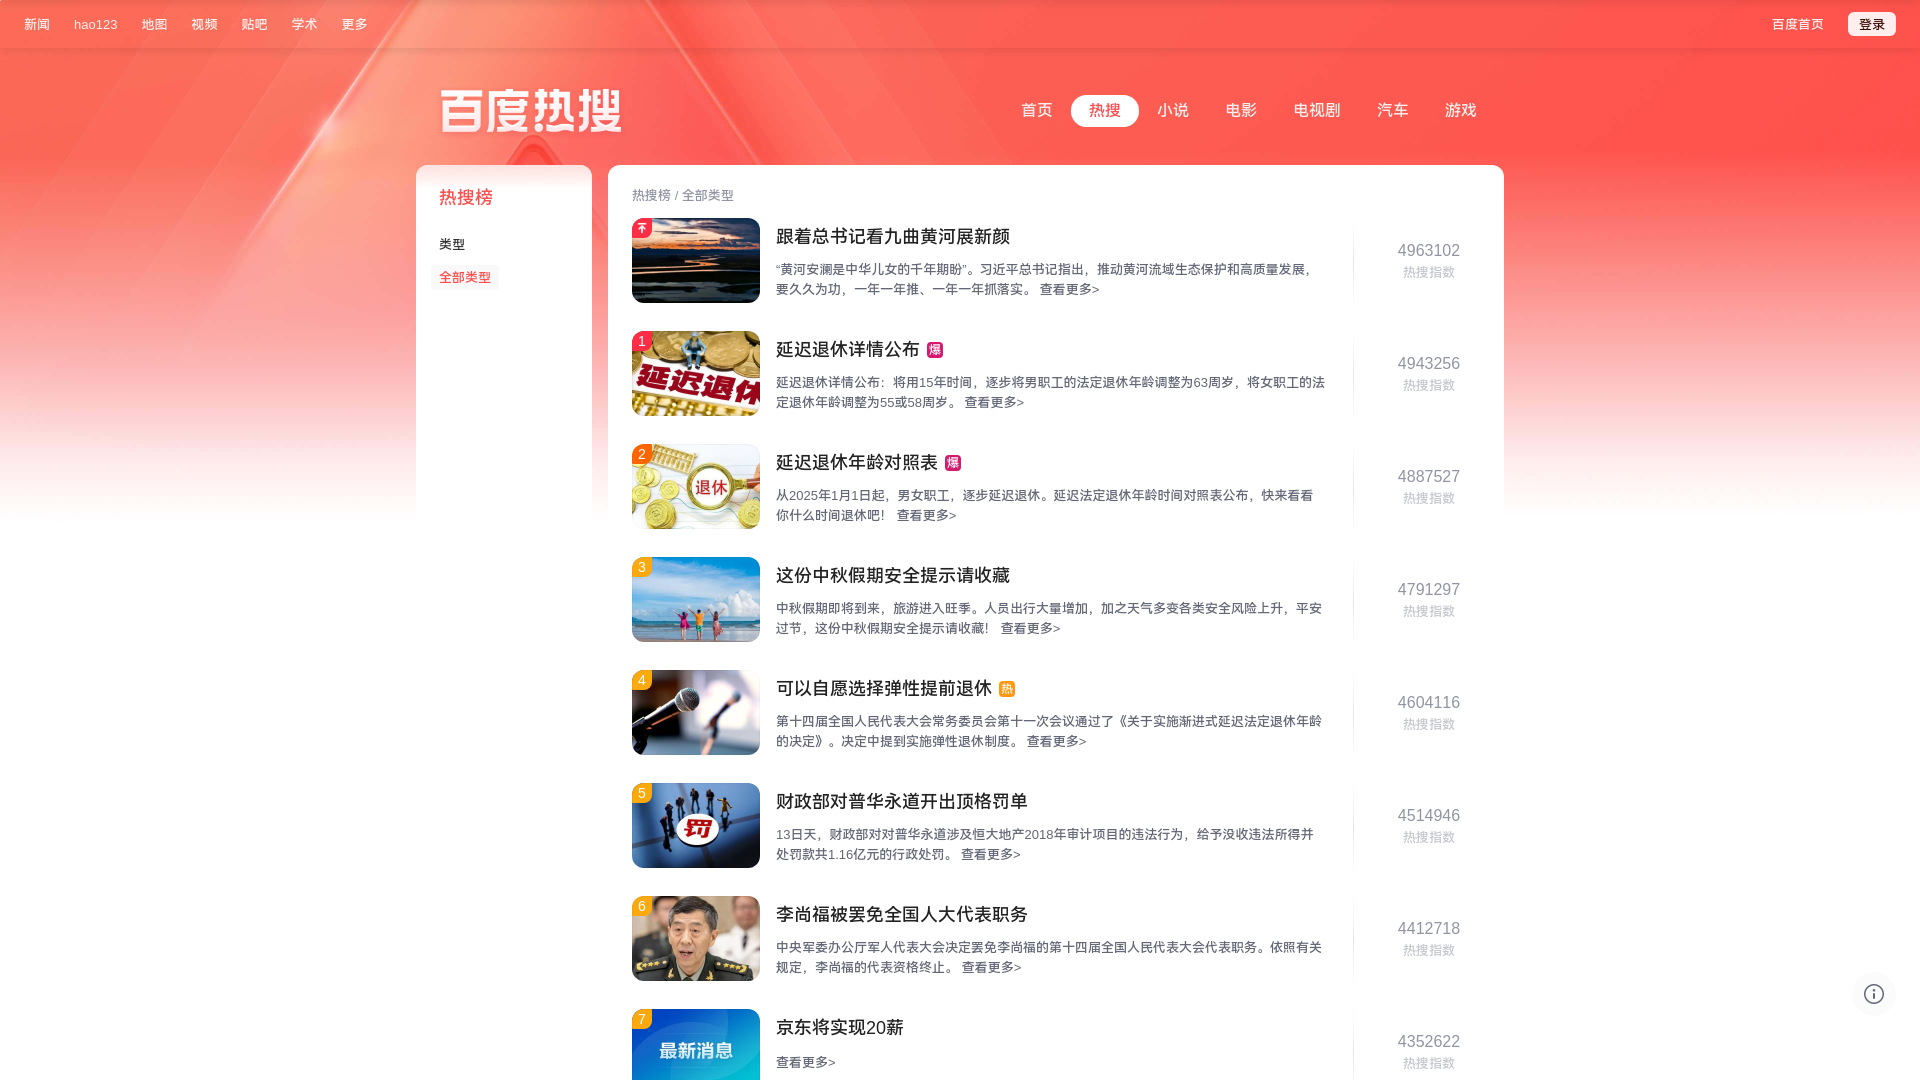 新闻 hao123 地图 视频 贴吧 学术 更多 百度首页 登录
百度热搜
首页 热搜 小说 电影 电视剧 汽车 游戏
热搜榜
类型
全部类型
热搜榜 / 全部类型
跟着总书记看九曲黄河展新颜
“黄河安澜是中华儿女的千年期盼”。习近平总书记指出，推动黄河流域生态保护和高质量发展，
要久久为功，一年一年推、一年一年抓落实。 查看更多>
4963102
热搜指数
1
延迟退休
延迟退休详情公布 爆
延迟退休详情公布：将用15年时间，逐步将男职工的法定退休年龄调整为63周岁，将女职工的法
定退休年龄调整为55或58周岁。 查看更多>
4943256
热搜指数
2
退休
延迟退休年龄对照表 爆
从2025年1月1日起，男女职工，逐步延迟退休。延迟法定退休年龄时间对照表公布，快来看看
你什么时间退休吧！ 查看更多>
4887527
热搜指数
3
这份中秋假期安全提示请收藏
中秋假期即将到来，旅游进入旺季。人员出行大量增加，加之天气多变各类安全风险上升，平安
过节，这份中秋假期安全提示请收藏！ 查看更多>
4791297
热搜指数
4
可以自愿选择弹性提前退休 热
第十四届全国人民代表大会常务委员会第十一次会议通过了《关于实施渐进式延迟法定退休年龄
的决定》。决定中提到实施弹性退休制度。 查看更多>
4604116
热搜指数
5
罚
财政部对普华永道开出顶格罚单
13日天，财政部对对普华永道涉及恒大地产2018年审计项目的违法行为，给予没收违法所得并
处罚款共1.16亿元的行政处罚。 查看更多>
4514946
热搜指数
6
李尚福被罢免全国人大代表职务
中央军委办公厅军人代表大会决定罢免李尚福的第十四届全国人民代表大会代表职务。依照有关
规定，李尚福的代表资格终止。 查看更多>
4412718
热搜指数
7
最新消息
京东将实现20薪
查看更多>
4352622
热搜指数